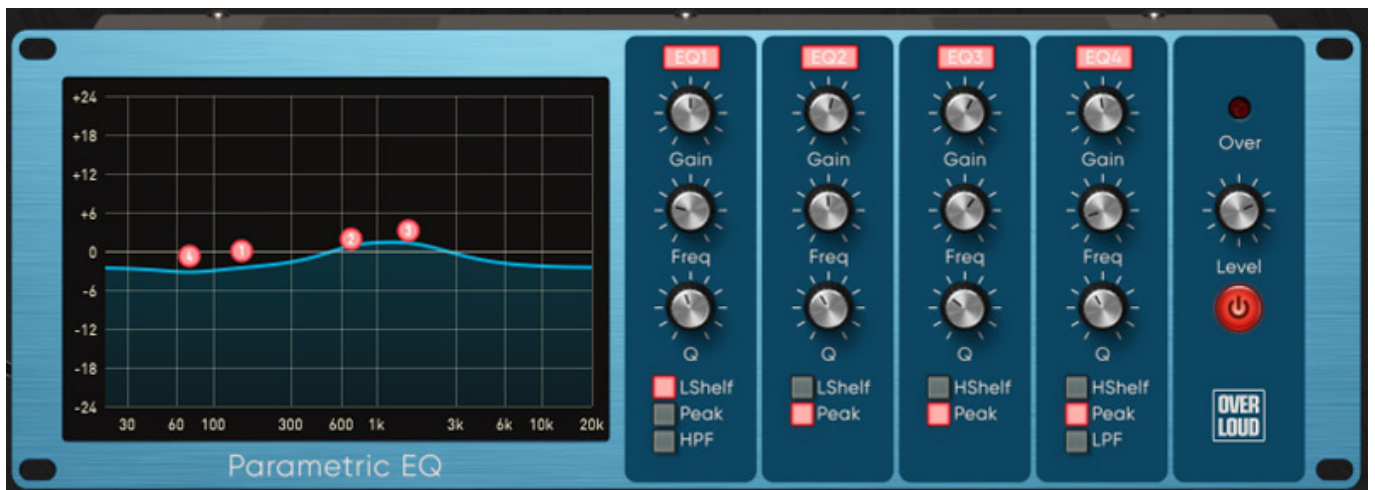 +24
+18
+12
+6
0
-6
-12
-18
-24
30 60 100 300 600 1k 3k 6k 10k 20k
4 1 2 3
Parametric EQ
EQ1
Gain
Freq
Q
LShelf
Peak
HPF
EQ2
Gain
Freq
Q
LShelf
Peak
EQ3
Gain
Freq
Q
HShelf
Peak
EQ4
Gain
Freq
Q
HShelf
Peak
LPF
Over
Level
OVER
LOUD